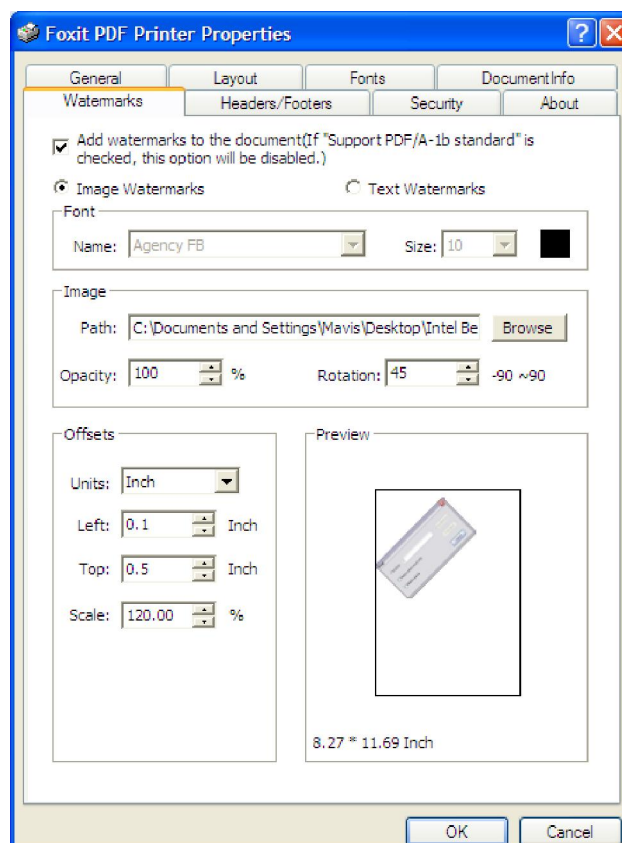 Foxit PDF Printer Properties
General Layout Fonts DocumentInfo
Watermarks Headers/Footers Security About
Add watermarks to the document(If "Support PDF/A-1b standard" is
checked, this option will be disabled.)
Image Watermarks Text Watermarks
Font
Name: Agency FB Size: 10
Image
Path: C:\Documents and Settings\Mavis\Desktop\Intel Be Browse
Opacity: 100 % Rotation: 45 -90 ~90
Offsets
Units: Inch
Left: 0.1 Inch
Top: 0.5 Inch
Scale: 120.00 %
Preview
8.27 * 11.69 Inch
OK Cancel